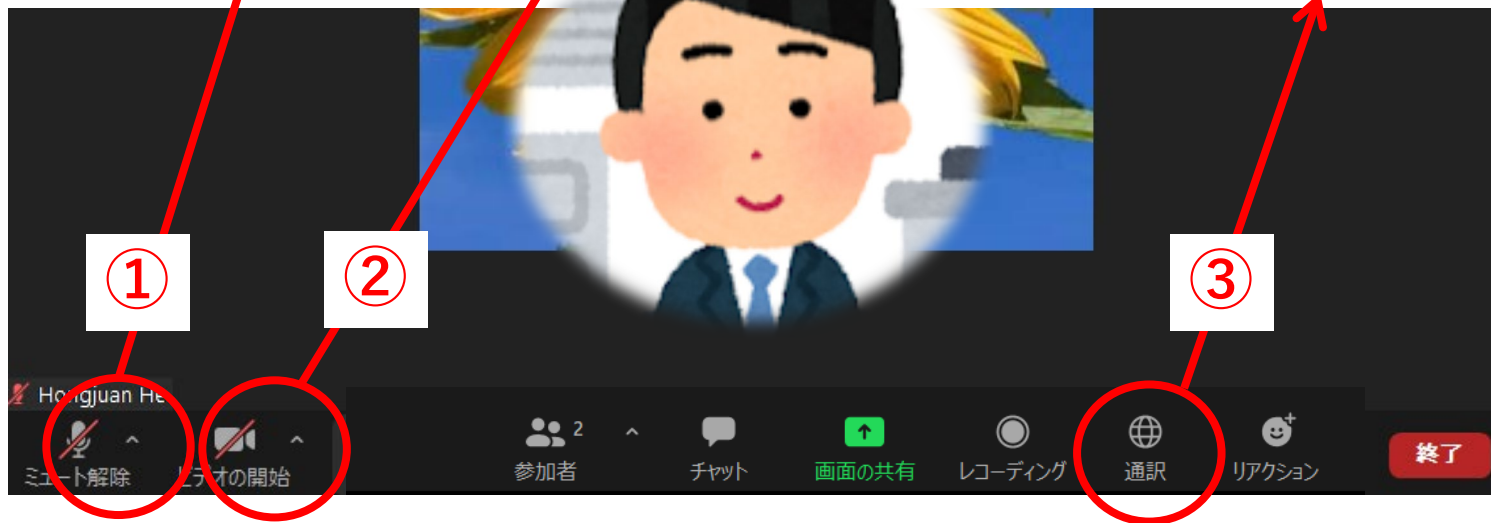 ①
②
③
Hongjuan He
ミュート解除
ビデオの開始
2
参加者
チャット
画面の共有
レコーディング
通訳
リアクション
終了